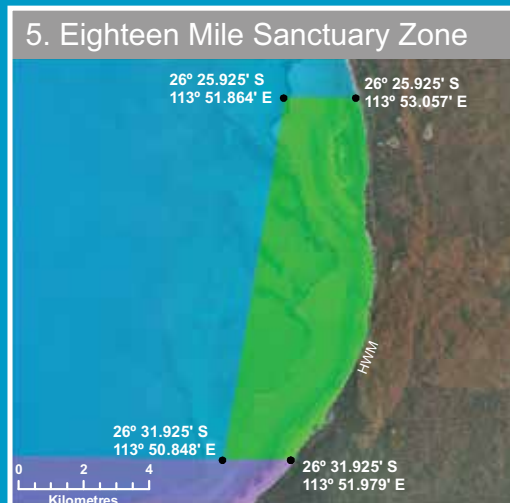 5. Eighteen Mile Sanctuary Zone
26º 25.925' S
113º 51.864' E
26º 25.925' S
113º 53.057' E
HWM
26º 31.925' S
113º 50.848' E
26º 31.925' S
113º 51.979' E
0 2 4
Kilometres